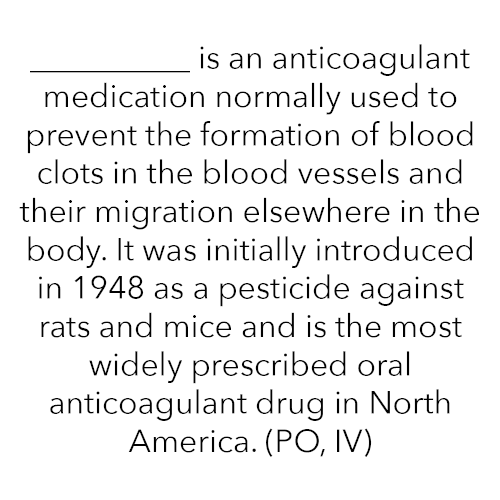 __________ is an anticoagulant
medication normally used to
prevent the formation of blood
clots in the blood vessels and
their migration elsewhere in the
body. It was initially introduced
in 1948 as a pesticide against
rats and mice and is the most
widely prescribed oral
anticoagulant drug in North
America. (PO, IV)